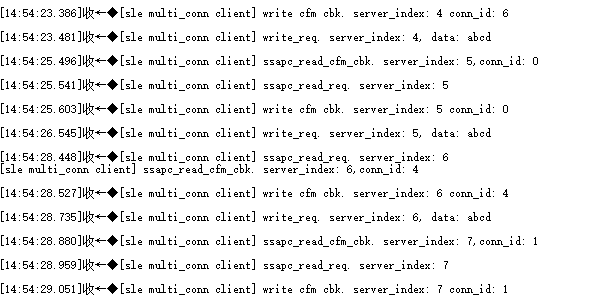 [14:54:23.386]收←◆[sle multi_conn client] write cfm cbk. server_index: 4 conn_id: 6
[14:54:23.481]收←◆[sle multi_conn client] write_req. server_index: 4, data: abcd
[14:54:25.496]收←◆[sle multi_conn client] ssapc_read_cfm_cbk. server_index: 5,conn_id: 0
[14:54:25.541]收←◆[sle multi_conn client] ssapc_read_req. server_index: 5
[14:54:25.603]收←◆[sle multi_conn client] write cfm cbk. server_index: 5 conn_id: 0
[14:54:26.545]收←◆[sle multi_conn client] write_req. server_index: 5, data: abcd
[14:54:28.448]收←◆[sle multi_conn client] ssapc_read_req. server_index: 6
[sle multi_conn client] ssapc_read_cfm_cbk. server_index: 6,conn_id: 4
[14:54:28.527]收←◆[sle multi_conn client] write cfm cbk. server_index: 6 conn_id: 4
[14:54:28.735]收←◆[sle multi_conn client] write_req. server_index: 6, data: abcd
[14:54:28.880]收←◆[sle multi_conn client] ssapc_read_cfm_cbk. server_index: 7,conn_id: 1
[14:54:28.959]收←◆[sle multi_conn client] ssapc_read_req. server_index: 7
[14:54:29.051]收←◆[sle multi_conn client] write cfm cbk. server_index: 7 conn_id: 1